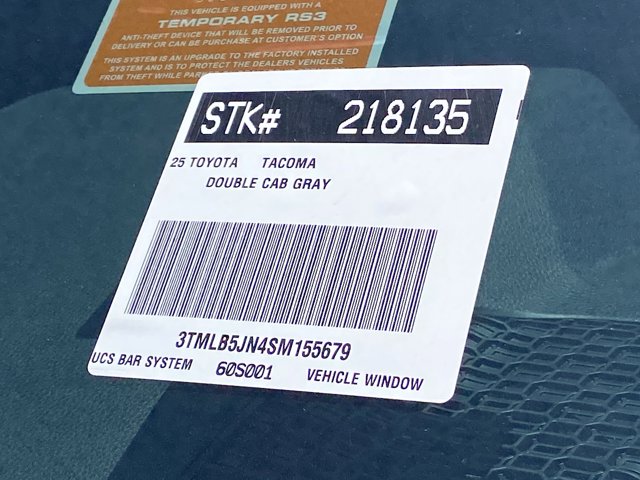 THIS VEHICLE IS EQUIPPED WITH A
TEMPORARY RS3
ANTI-THEFT DEVICE THAT WILL BE REMOVED PRIOR TO
DELIVERY OR CAN BE PURCHASE AT CUSTOMER'S OPTION
THIS SYSTEM IS AN UPGRADE TO THE FACTORY INSTALLED
SYSTEM AND IS TO PROTECT THE DEALERS VEHICLES
FROM THEFT WHILE
STK# 218135
25 TOYOTA TACOMA
DOUBLE CAB GRAY
3TMLB5JN4SM155679
UCS BAR SYSTEM 60S001 VEHICLE WINDOW